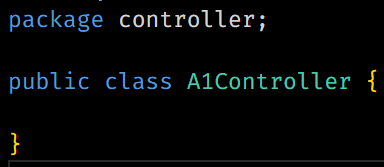 package controller;
public class A1Controller {
}